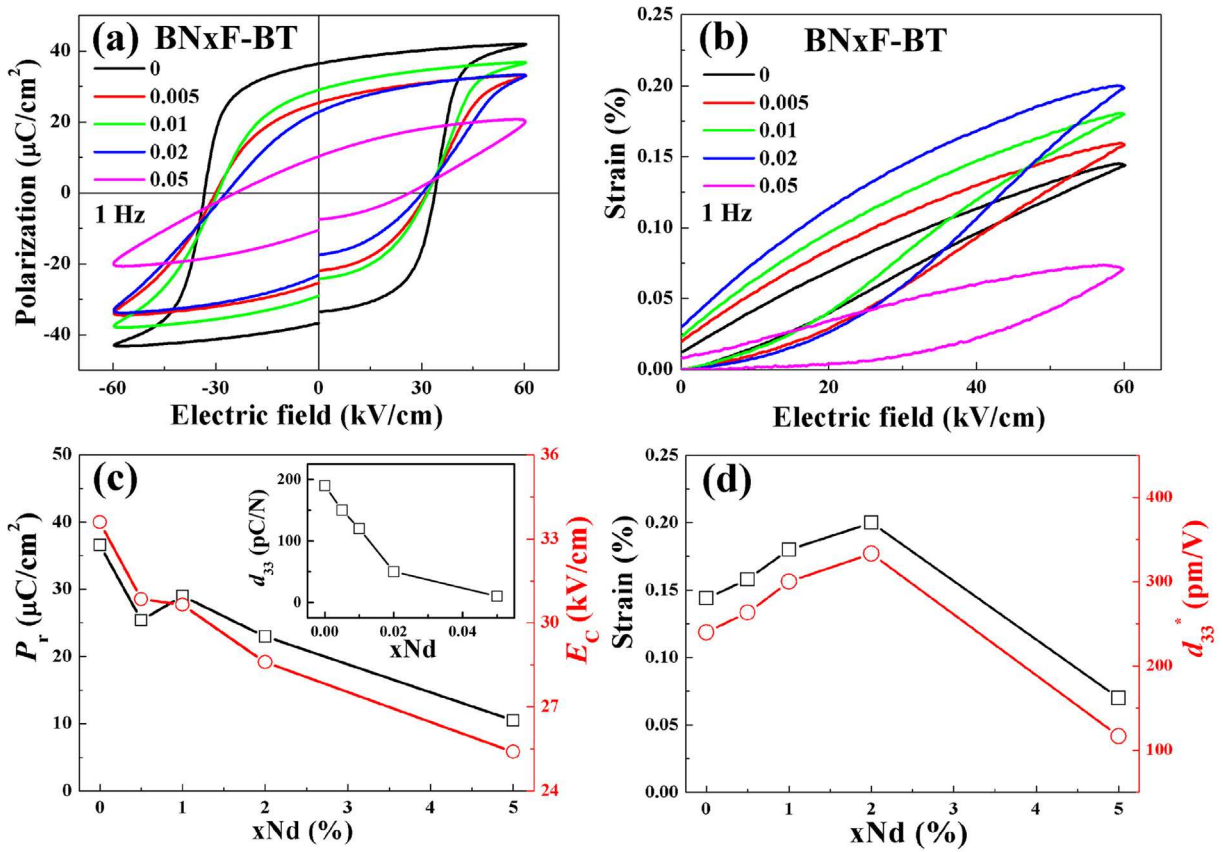 (a) BNxF-BT
0
0.005
0.01
0.02
0.05
1 Hz
Polarization (μC/cm²)
40
20
0
-20
-40
-60 -30 0 30 60
Electric field (kV/cm)
(b) BNxF-BT
0
0.005
0.01
0.02
0.05
1 Hz
Strain (%)
0.25
0.20
0.15
0.10
0.05
0.00
0 20 40 60
Electric field (kV/cm)
(c)
Pr (μC/cm²)
50
40
30
20
10
0
0 1 2 3 4 5
xNd (%)
EC (kV/cm)
36
33
30
27
24
d33 (pC/N)
200
100
0
0.00 0.02 0.04
xNd
(d)
Strain (%)
0.25
0.20
0.15
0.10
0.05
0.00
0 1 2 3 4 5
xNd (%)
d33* (pm/V)
400
300
200
100